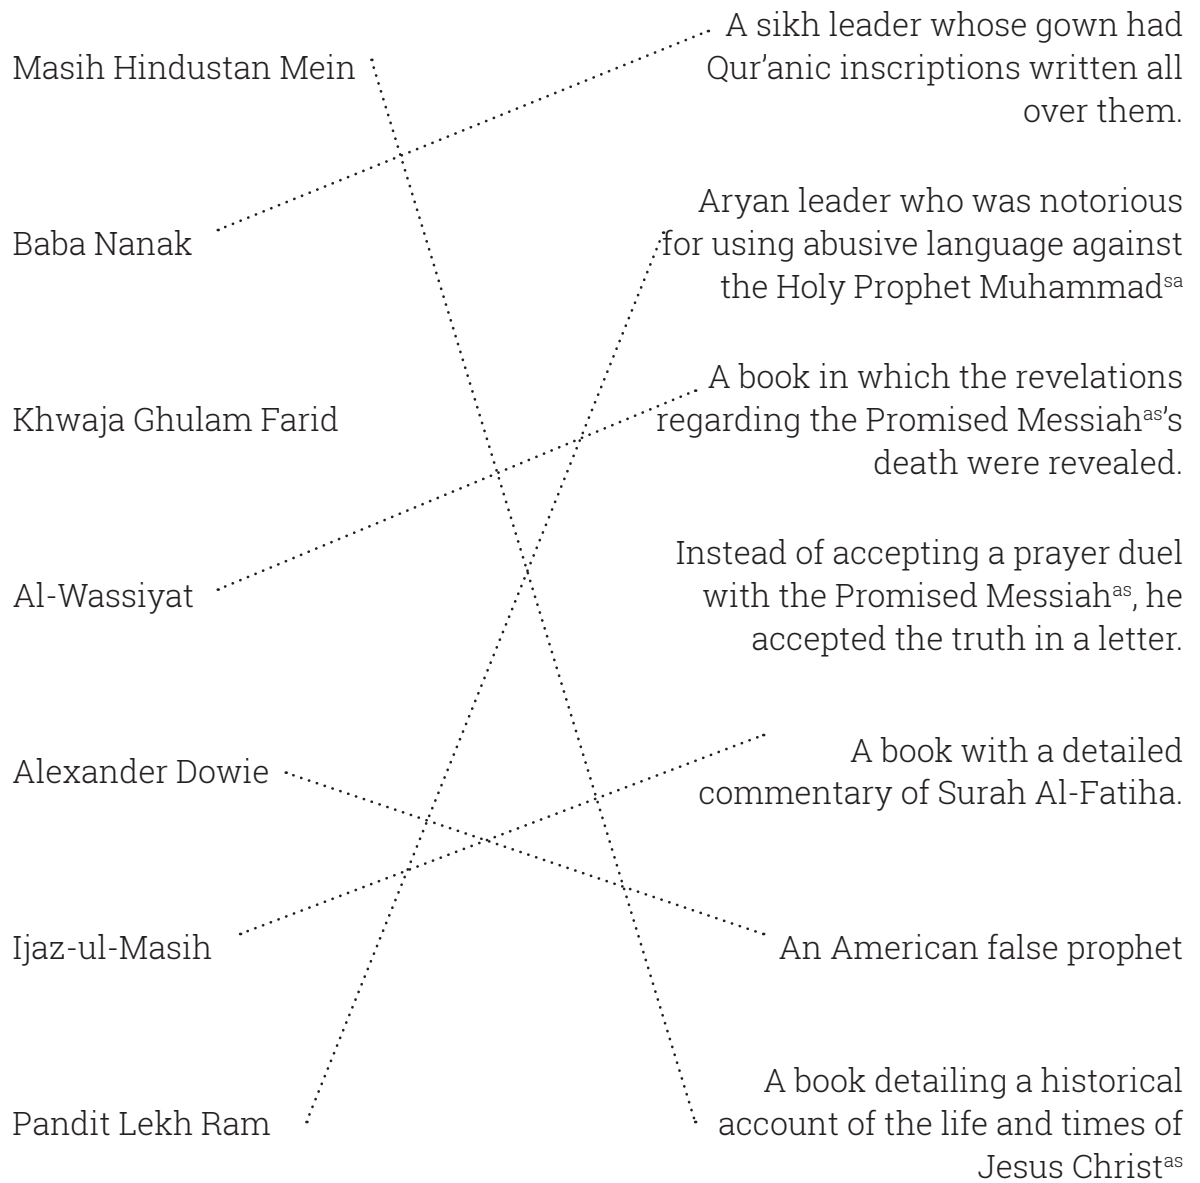 Masih Hindustan Mein
Baba Nanak
Khwaja Ghulam Farid
Al-Wassiyat
Alexander Dowie
Ijaz-ul-Masih
Pandit Lekh Ram
A sikh leader whose gown had
Qur’anic inscriptions written all
over them.
Aryan leader who was notorious
for using abusive language against
the Holy Prophet Muhammadsa
A book in which the revelations
regarding the Promised Messiahas’s
death were revealed.
Instead of accepting a prayer duel
with the Promised Messiahas, he
accepted the truth in a letter.
A book with a detailed
commentary of Surah Al-Fatiha.
An American false prophet
A book detailing a historical
account of the life and times of
Jesus Christas